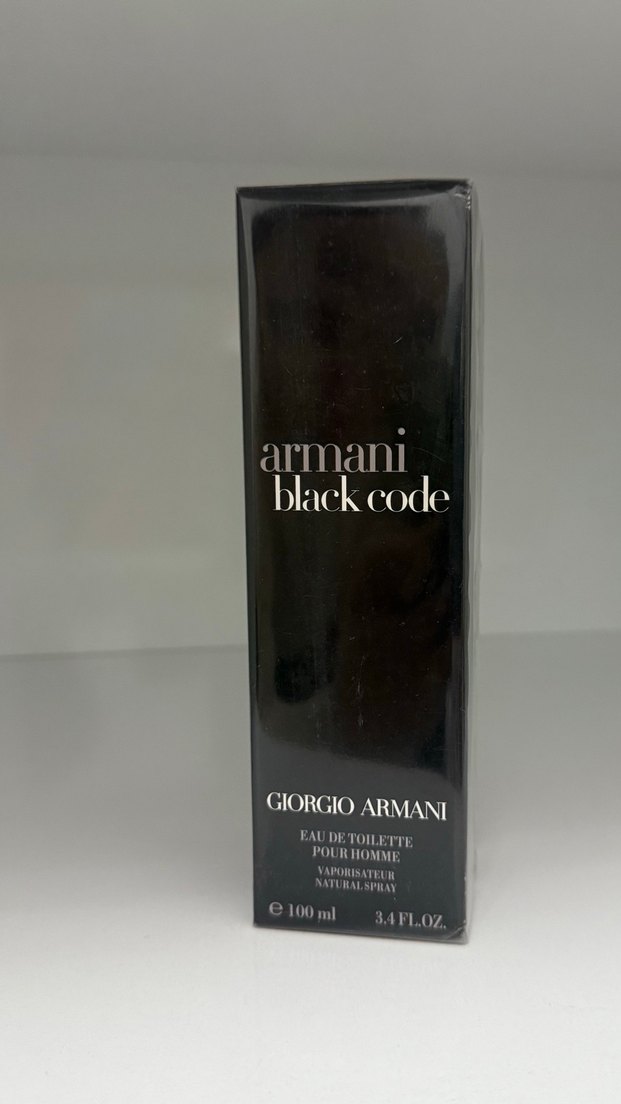 armani
black code
GIORGIO ARMANI
EAU DE TOILETTE
POUR HOMME
VAPORISATEUR
NATURAL SPRAY
℮ 100 ml 3.4 FL.OZ.